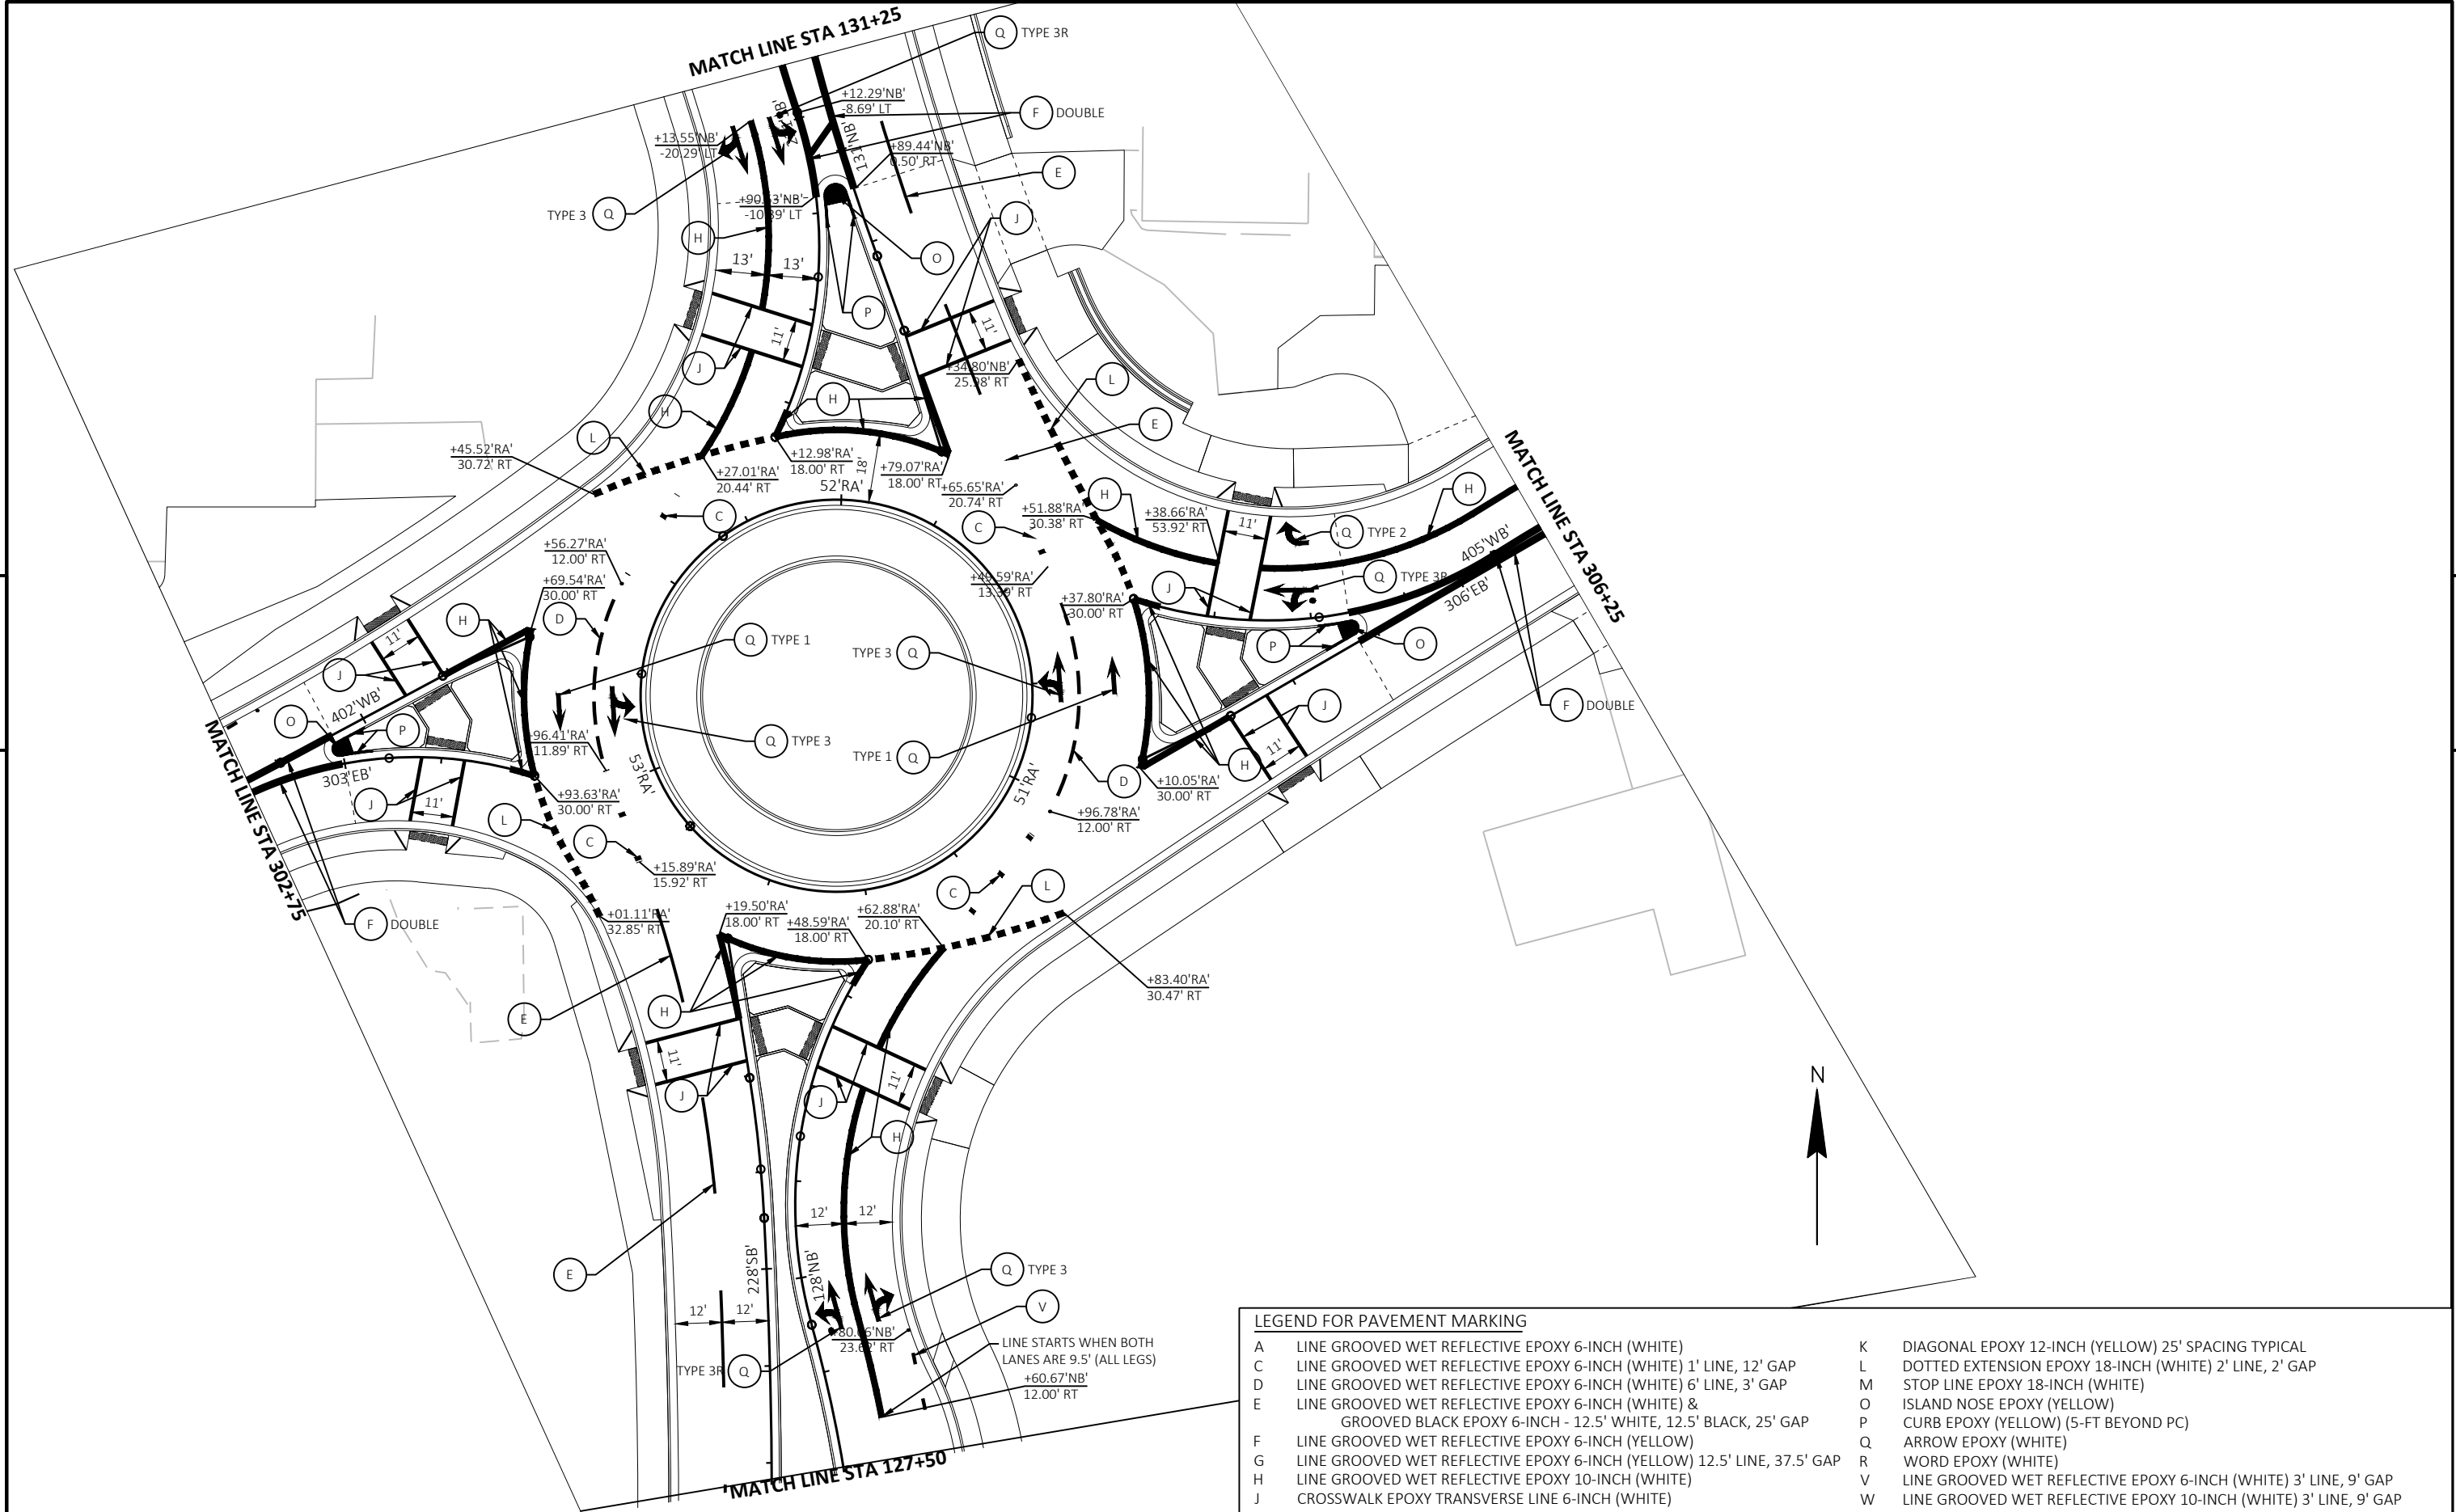 MATCH LINE STA 131+25
Q TYPE 3R
+12.29'NB'
-8.69' LT
F DOUBLE
+13.55'NB'
-20.29' LT
131'NB'
+89.44'NB'
0.50' RT
E
TYPE 3 Q
+90.53'NB'
-10.39' LT
J
H
O
13' 13'
P
11'
11'
J
+34.80'NB'
25.98' RT
L
H
H
E
L
+45.52'RA'
30.72' RT
+12.98'RA'
18.00' RT
18'
+27.01'RA'
20.44' RT
+79.07'RA'
18.00' RT
52'RA'
+65.65'RA'
20.74' RT
MATCH LINE STA 306+25
H
H
C
C
+51.88'RA'
30.38' RT
+38.66'RA'
53.92' RT
11'
Q TYPE 2
405'WB'
+56.27'RA'
12.00' RT
+69.54'RA'
30.00' RT
13.39' RT
Q TYPE 3R
J
306'EB'
+37.80'RA'
30.00' RT
H
D
11'
Q TYPE 1
TYPE 3 Q
P
O
J
402'WB'
O
P
J
F DOUBLE
MATCH LINE STA 302+75
+96.41'RA'
11.89' RT
Q TYPE 3
TYPE 1 Q
11'
H
303'EB'
53'RA'
51'RA'
D
+10.05'RA'
30.00' RT
+93.63'RA'
30.00' RT
J
11'
L
+96.78'RA'
12.00' RT
C
+15.89'RA'
15.92' RT
C
L
F DOUBLE
+01.11'RA'
32.85' RT
+19.50'RA'
18.00' RT
+48.59'RA'
18.00' RT
+62.88'RA'
20.10' RT
+83.40'RA'
30.47' RT
E
H
11'
J
J
11'
H
N
12' 12'
E
228'SB'
128'NB'
Q TYPE 3
12' 12'
V
+80.06'NB'
23.62' RT
LINE STARTS WHEN BOTH
LANES ARE 9.5' (ALL LEGS)
TYPE 3R Q
+60.67'NB'
12.00' RT
MATCH LINE STA 127+50
LEGEND FOR PAVEMENT MARKING
A LINE GROOVED WET REFLECTIVE EPOXY 6-INCH (WHITE)
C LINE GROOVED WET REFLECTIVE EPOXY 6-INCH (WHITE) 1' LINE, 12' GAP
D LINE GROOVED WET REFLECTIVE EPOXY 6-INCH (WHITE) 6' LINE, 3' GAP
E LINE GROOVED WET REFLECTIVE EPOXY 6-INCH (WHITE) &
GROOVED BLACK EPOXY 6-INCH - 12.5' WHITE, 12.5' BLACK, 25' GAP
F LINE GROOVED WET REFLECTIVE EPOXY 6-INCH (YELLOW)
G LINE GROOVED WET REFLECTIVE EPOXY 6-INCH (YELLOW) 12.5' LINE, 37.5' GAP
H LINE GROOVED WET REFLECTIVE EPOXY 10-INCH (WHITE)
J CROSSWALK EPOXY TRANSVERSE LINE 6-INCH (WHITE)
K DIAGONAL EPOXY 12-INCH (YELLOW) 25' SPACING TYPICAL
L DOTTED EXTENSION EPOXY 18-INCH (WHITE) 2' LINE, 2' GAP
M STOP LINE EPOXY 18-INCH (WHITE)
O ISLAND NOSE EPOXY (YELLOW)
P CURB EPOXY (YELLOW) (5-FT BEYOND PC)
Q ARROW EPOXY (WHITE)
R WORD EPOXY (WHITE)
V LINE GROOVED WET REFLECTIVE EPOXY 6-INCH (WHITE) 3' LINE, 9' GAP
W LINE GROOVED WET REFLECTIVE EPOXY 10-INCH (WHITE) 3' LINE, 9' GAP